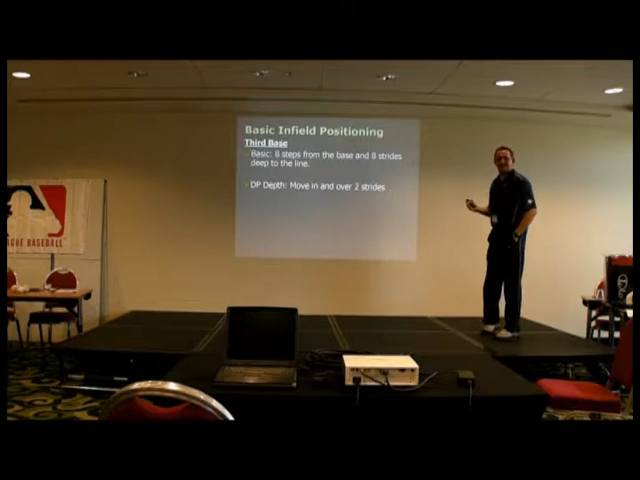 Basic Infield Positioning
Third Base
Basic: 8 steps from the base and 8 strides
deep to the line.
DP Depth: Move in and over 2 strides
AGUE BASEBALL